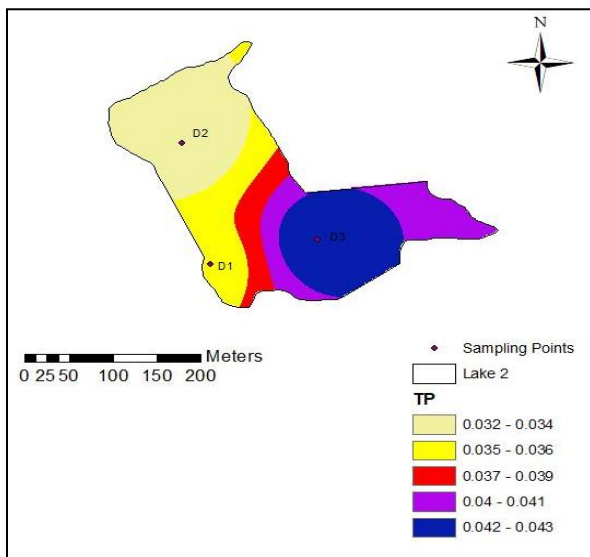 N
D2
D3
D1
Meters
0 25 50 100 150 200
Sampling Points
Lake 2
TP
0.032 - 0.034
0.035 - 0.036
0.037 - 0.039
0.04 - 0.041
0.042 - 0.043